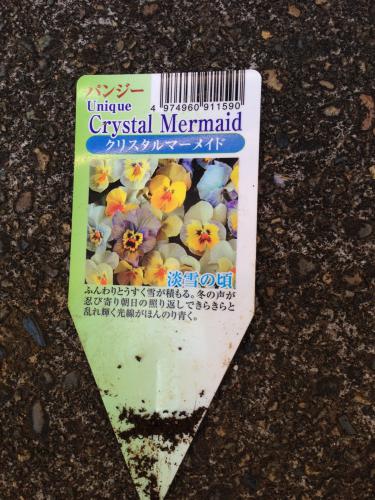 パンジー
Unique
4 974960 911590
Crystal Mermaid
クリスタルマーメイド
淡雪の頃
ふんわりとうすく雪が積もる。冬の声が
忍び寄り朝日の照り返しできらきらと
乱れ輝く光線がほんのり青く。